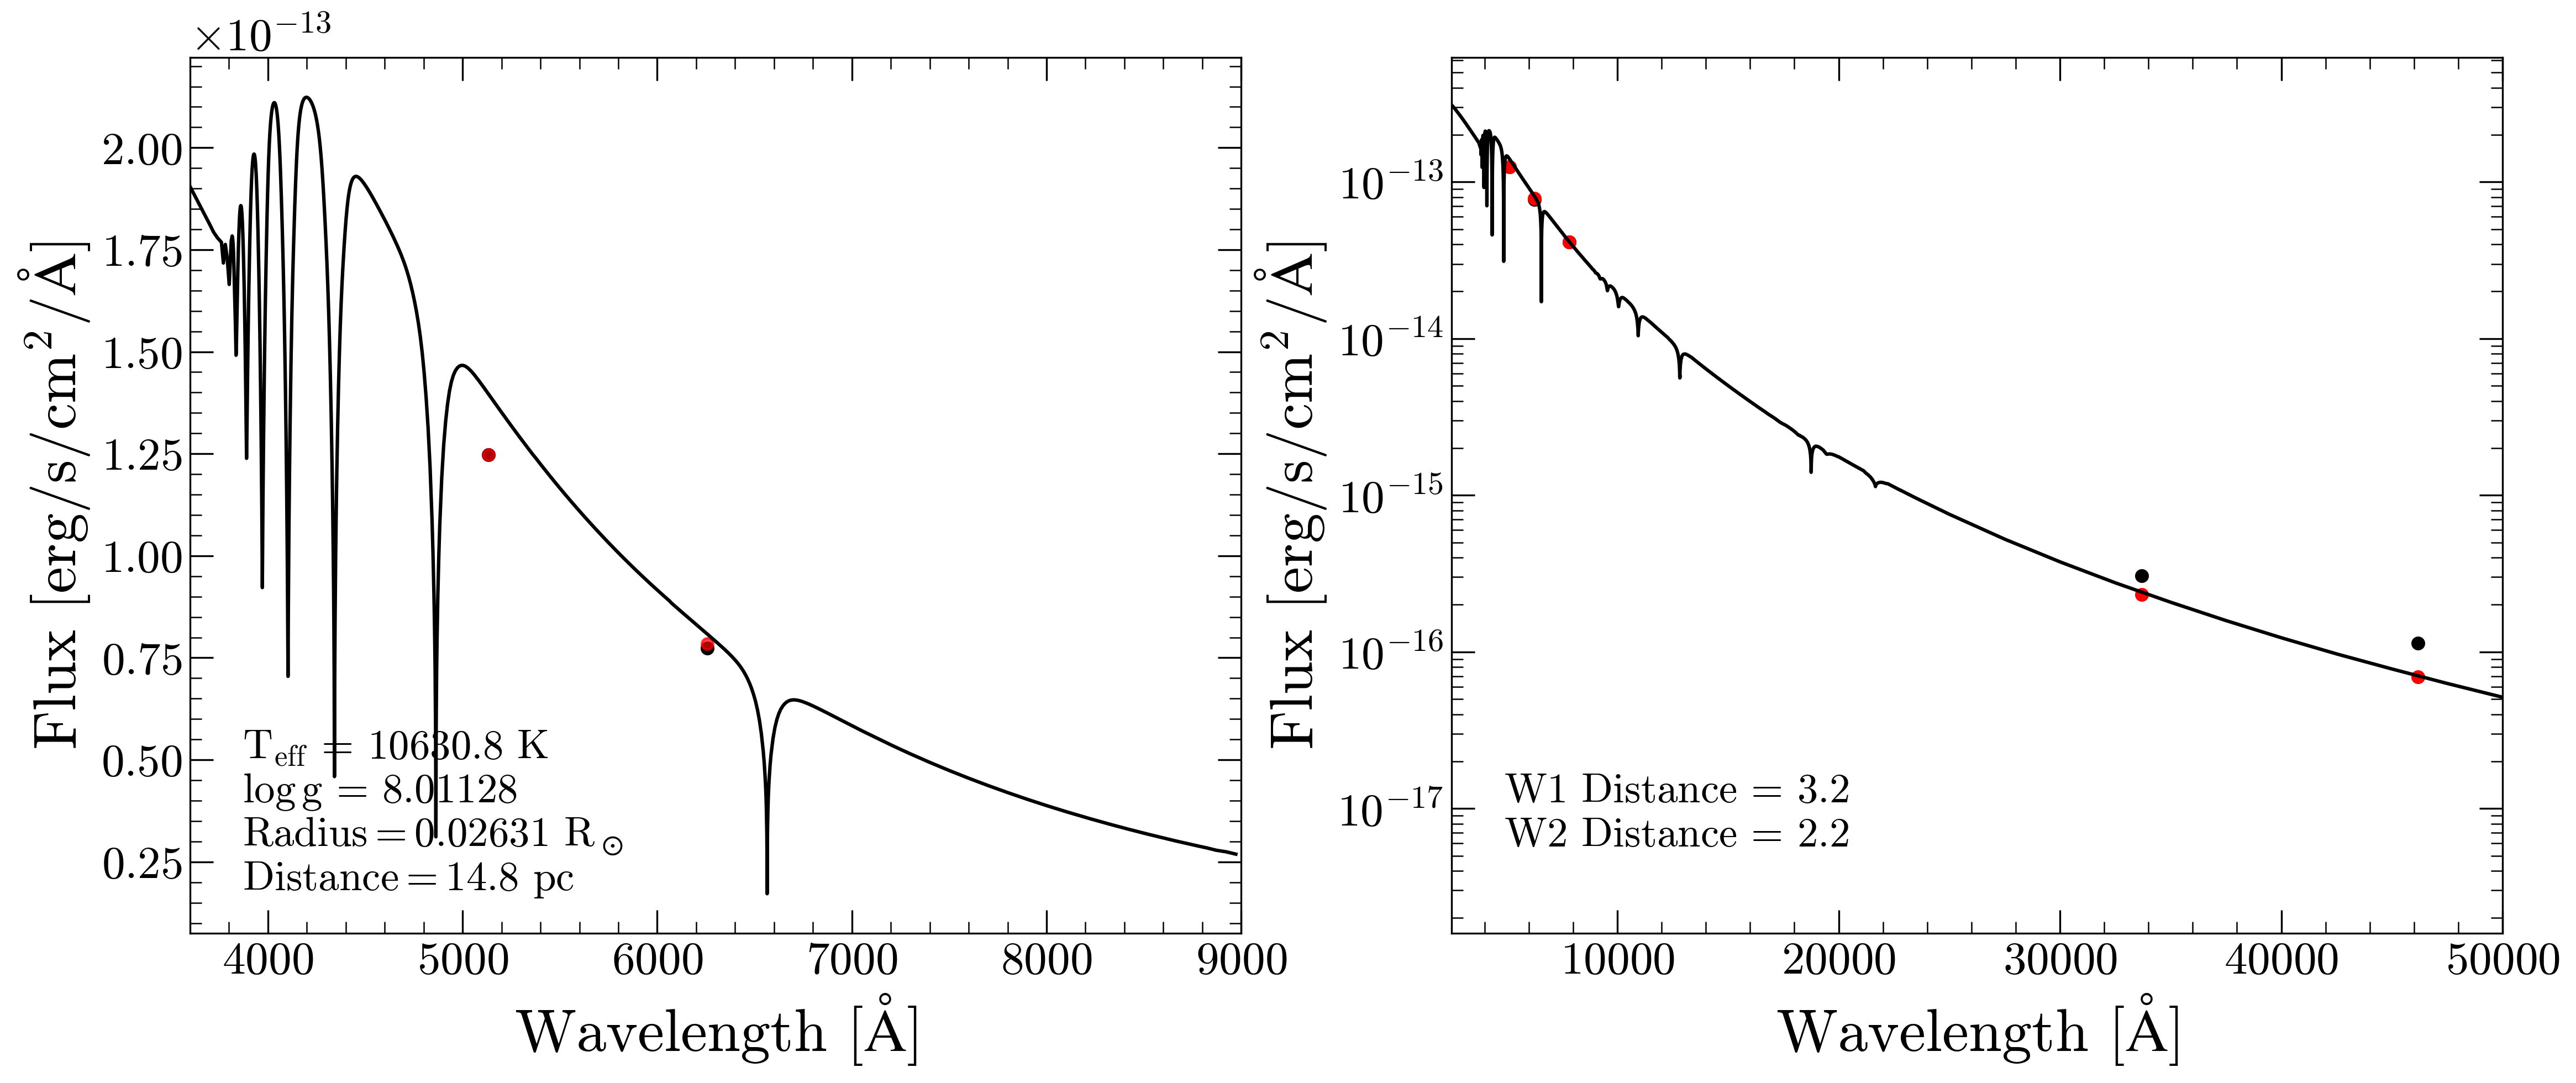 ×10⁻¹³
Flux [erg/s/cm²/Å]
2.00
1.75
1.50
1.25
1.00
0.75
0.50
0.25
T_eff = 10630.8 K
log g = 8.01128
Radius = 0.02631 R_⊙
Distance = 14.8 pc
4000 5000 6000 7000 8000 9000
Wavelength [Å]
Flux [erg/s/cm²/Å]
10⁻¹³
10⁻¹⁴
10⁻¹⁵
10⁻¹⁶
10⁻¹⁷
W1 Distance = 3.2
W2 Distance = 2.2
10000 20000 30000 40000 50000
Wavelength [Å]